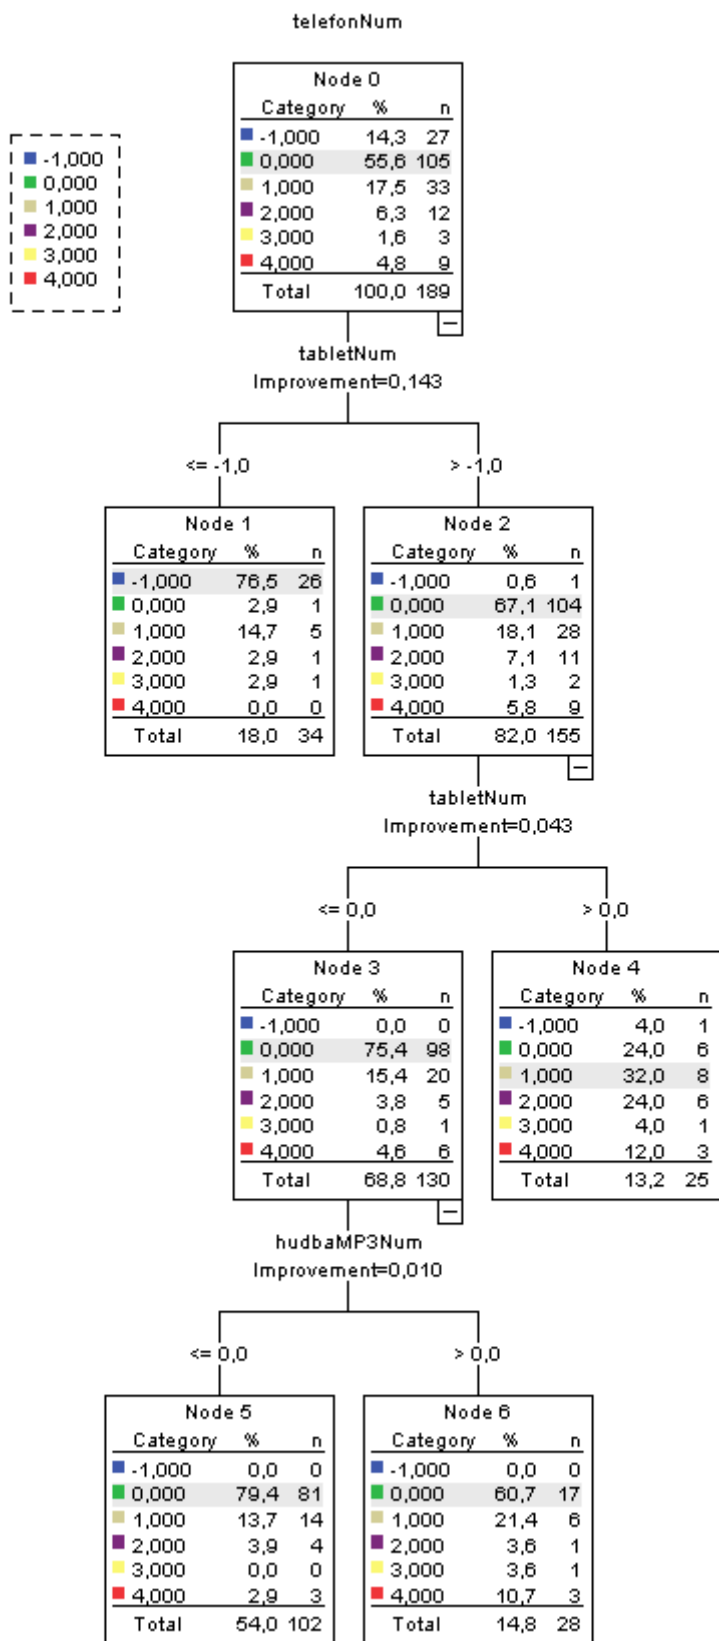 telefonNum
Node 0
Category % n
-1,000 14,3 27
0,000 55,6 105
1,000 17,5 33
2,000 6,3 12
3,000 1,6 3
4,000 4,8 9
Total 100,0 189
-1,000
0,000
1,000
2,000
3,000
4,000
tabletNum
Improvement=0,143
<= -1,0
> -1,0
Node 1
Category % n
-1,000 76,5 26
0,000 2,9 1
1,000 14,7 5
2,000 2,9 1
3,000 2,9 1
4,000 0,0 0
Total 18,0 34
Node 2
Category % n
-1,000 0,6 1
0,000 67,1 104
1,000 18,1 28
2,000 7,1 11
3,000 1,3 2
4,000 5,8 9
Total 82,0 155
tabletNum
Improvement=0,043
<= 0,0
> 0,0
Node 3
Category % n
-1,000 0,0 0
0,000 75,4 98
1,000 15,4 20
2,000 3,8 5
3,000 0,8 1
4,000 4,6 6
Total 68,8 130
Node 4
Category % n
-1,000 4,0 1
0,000 24,0 6
1,000 32,0 8
2,000 24,0 6
3,000 4,0 1
4,000 12,0 3
Total 13,2 25
hudbaMP3Num
Improvement=0,010
<= 0,0
> 0,0
Node 5
Category % n
-1,000 0,0 0
0,000 79,4 81
1,000 13,7 14
2,000 3,9 4
3,000 0,0 0
4,000 2,9 3
Total 54,0 102
Node 6
Category % n
-1,000 0,0 0
0,000 60,7 17
1,000 21,4 6
2,000 3,6 1
3,000 3,6 1
4,000 10,7 3
Total 14,8 28